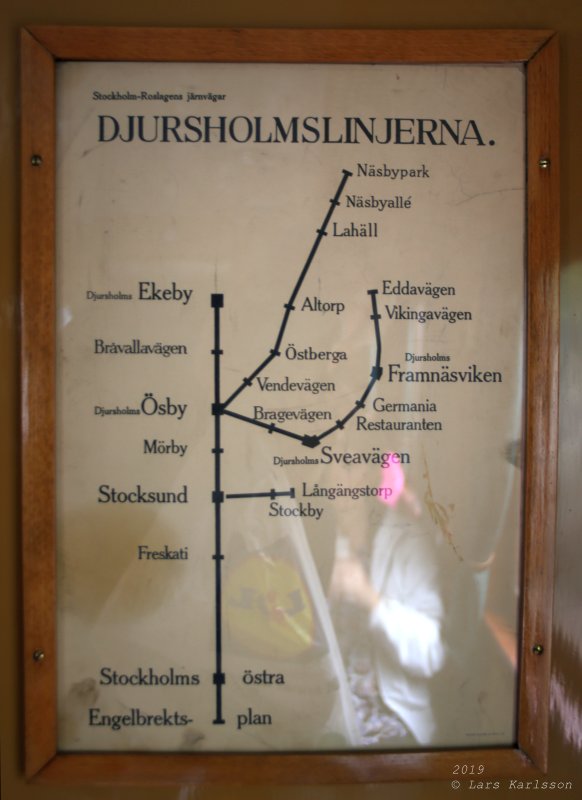 Stockholm-Roslagens järnvägar
DJURSHOLMSLINJERNA.
Näsbypark
Näsbyallé
Lahäll
Djursholms Ekeby
Eddavägen
Altorp
Vikingavägen
Bråvallavägen
Östberga
Djursholms
Framnäsviken
Vendevägen
Djursholms Ösby
Bragevägen
Germania
Restauranten
Mörby
Djursholms Sveavägen
Stocksund
Långängstorp
Stockby
Freskati
Stockholms östra
Engelbrekts- plan
2019
© Lars Karlsson